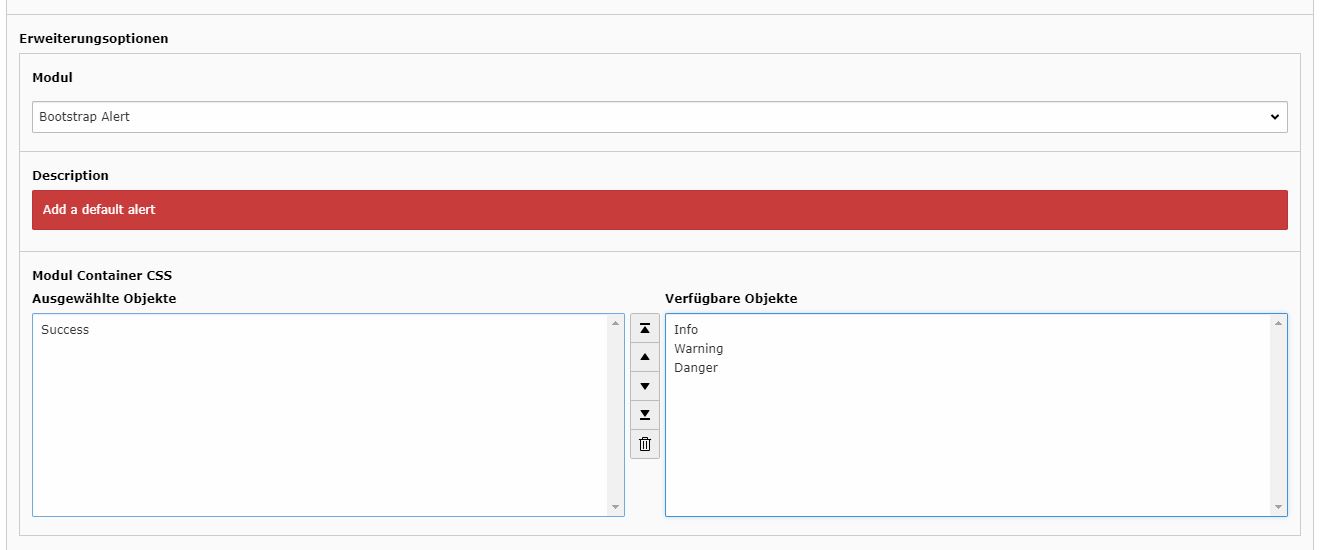 Erweiterungsoptionen
Modul
Bootstrap Alert
Description
Add a default alert
Modul Container CSS
Ausgewählte Objekte
Verfügbare Objekte
Success
Info
Warning
Danger